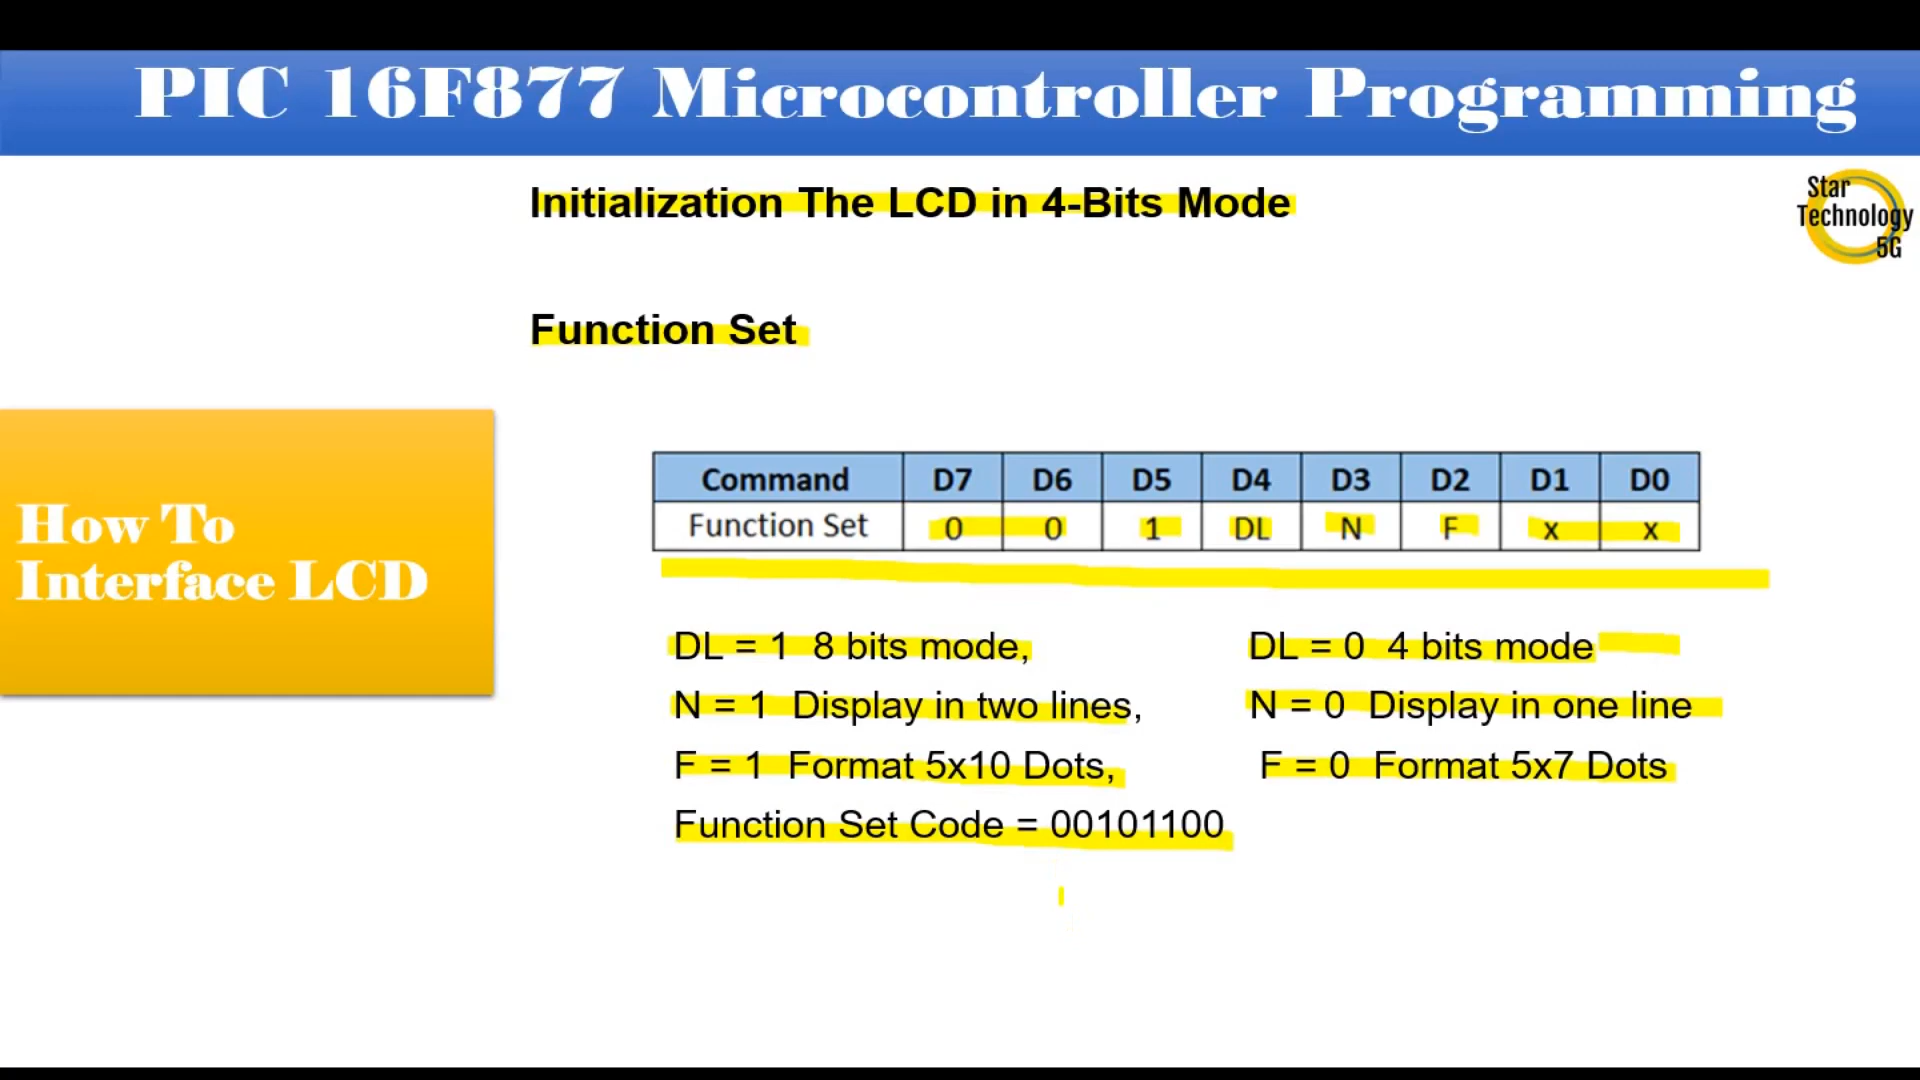 PIC 16F877 Microcontroller Programming
Star
Technology
5G
Initialization The LCD in 4-Bits Mode
Function Set
How To
Interface LCD
Command D7 D6 D5 D4 D3 D2 D1 D0
Function Set 0 0 1 DL N F x x
DL = 1 8 bits mode, DL = 0 4 bits mode
N = 1 Display in two lines, N = 0 Display in one line
F = 1 Format 5x10 Dots, F = 0 Format 5x7 Dots
Function Set Code = 00101100